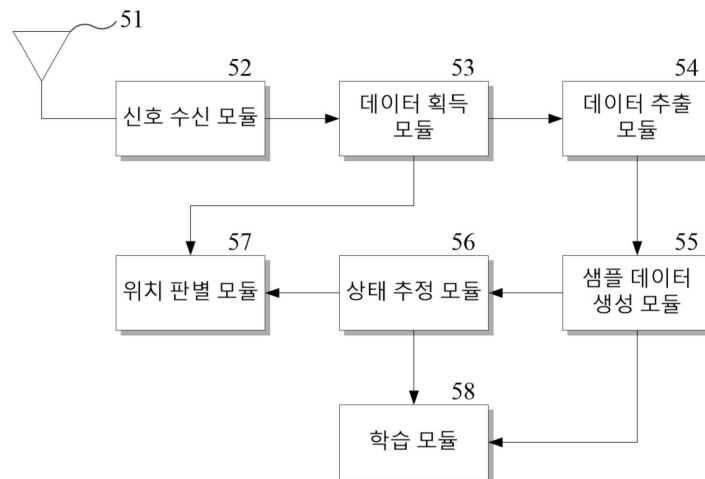 51
52
신호 수신 모듈
53
데이터 획득
모듈
54
데이터 추출
모듈
57
위치 판별 모듈
56
상태 추정 모듈
55
샘플 데이터
생성 모듈
58
학습 모듈